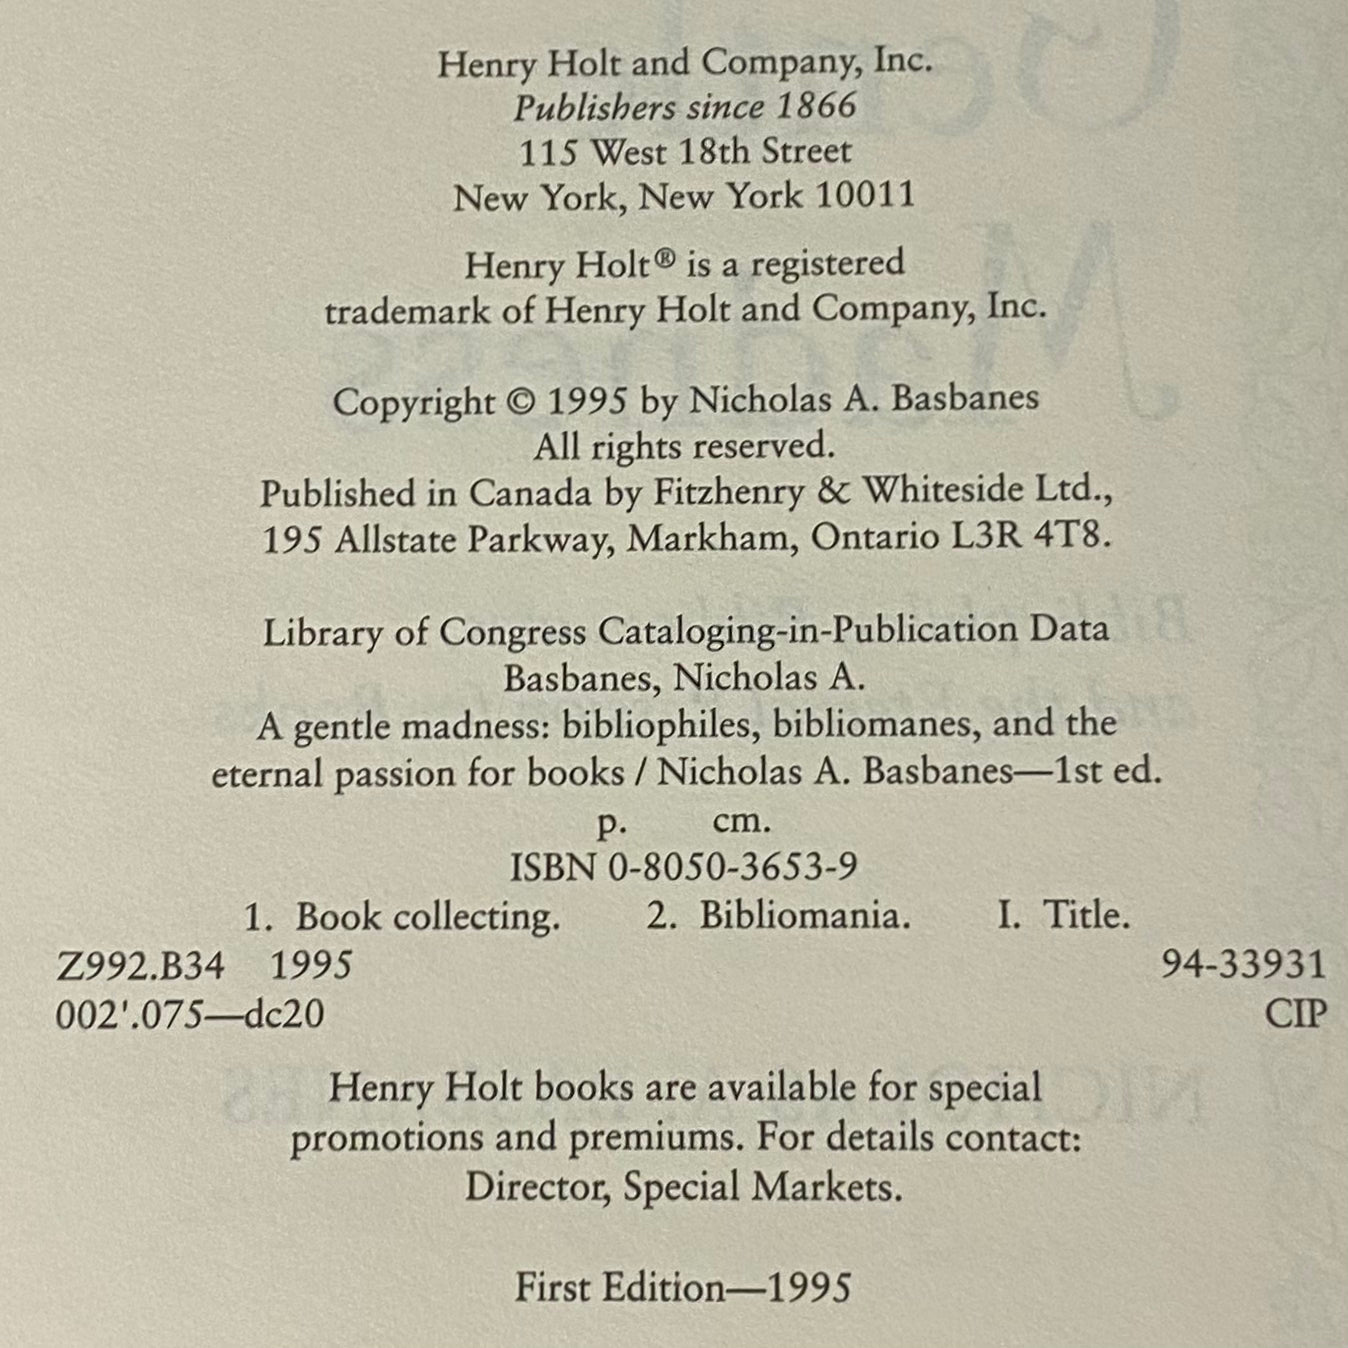 Henry Holt and Company, Inc.
Publishers since 1866
115 West 18th Street
New York, New York 10011
Henry Holt® is a registered
trademark of Henry Holt and Company, Inc.
Copyright © 1995 by Nicholas A. Basbanes
All rights reserved.
Published in Canada by Fitzhenry & Whiteside Ltd.,
195 Allstate Parkway, Markham, Ontario L3R 4T8.
Library of Congress Cataloging-in-Publication Data
Basbanes, Nicholas A.
A gentle madness: bibliophiles, bibliomanes, and the
eternal passion for books / Nicholas A. Basbanes—1st ed.
p. cm.
ISBN 0-8050-3653-9
1. Book collecting. 2. Bibliomania. I. Title.
Z992.B34 1995 94-33931
002'.075—dc20 CIP
Henry Holt books are available for special
promotions and premiums. For details contact:
Director, Special Markets.
First Edition—1995